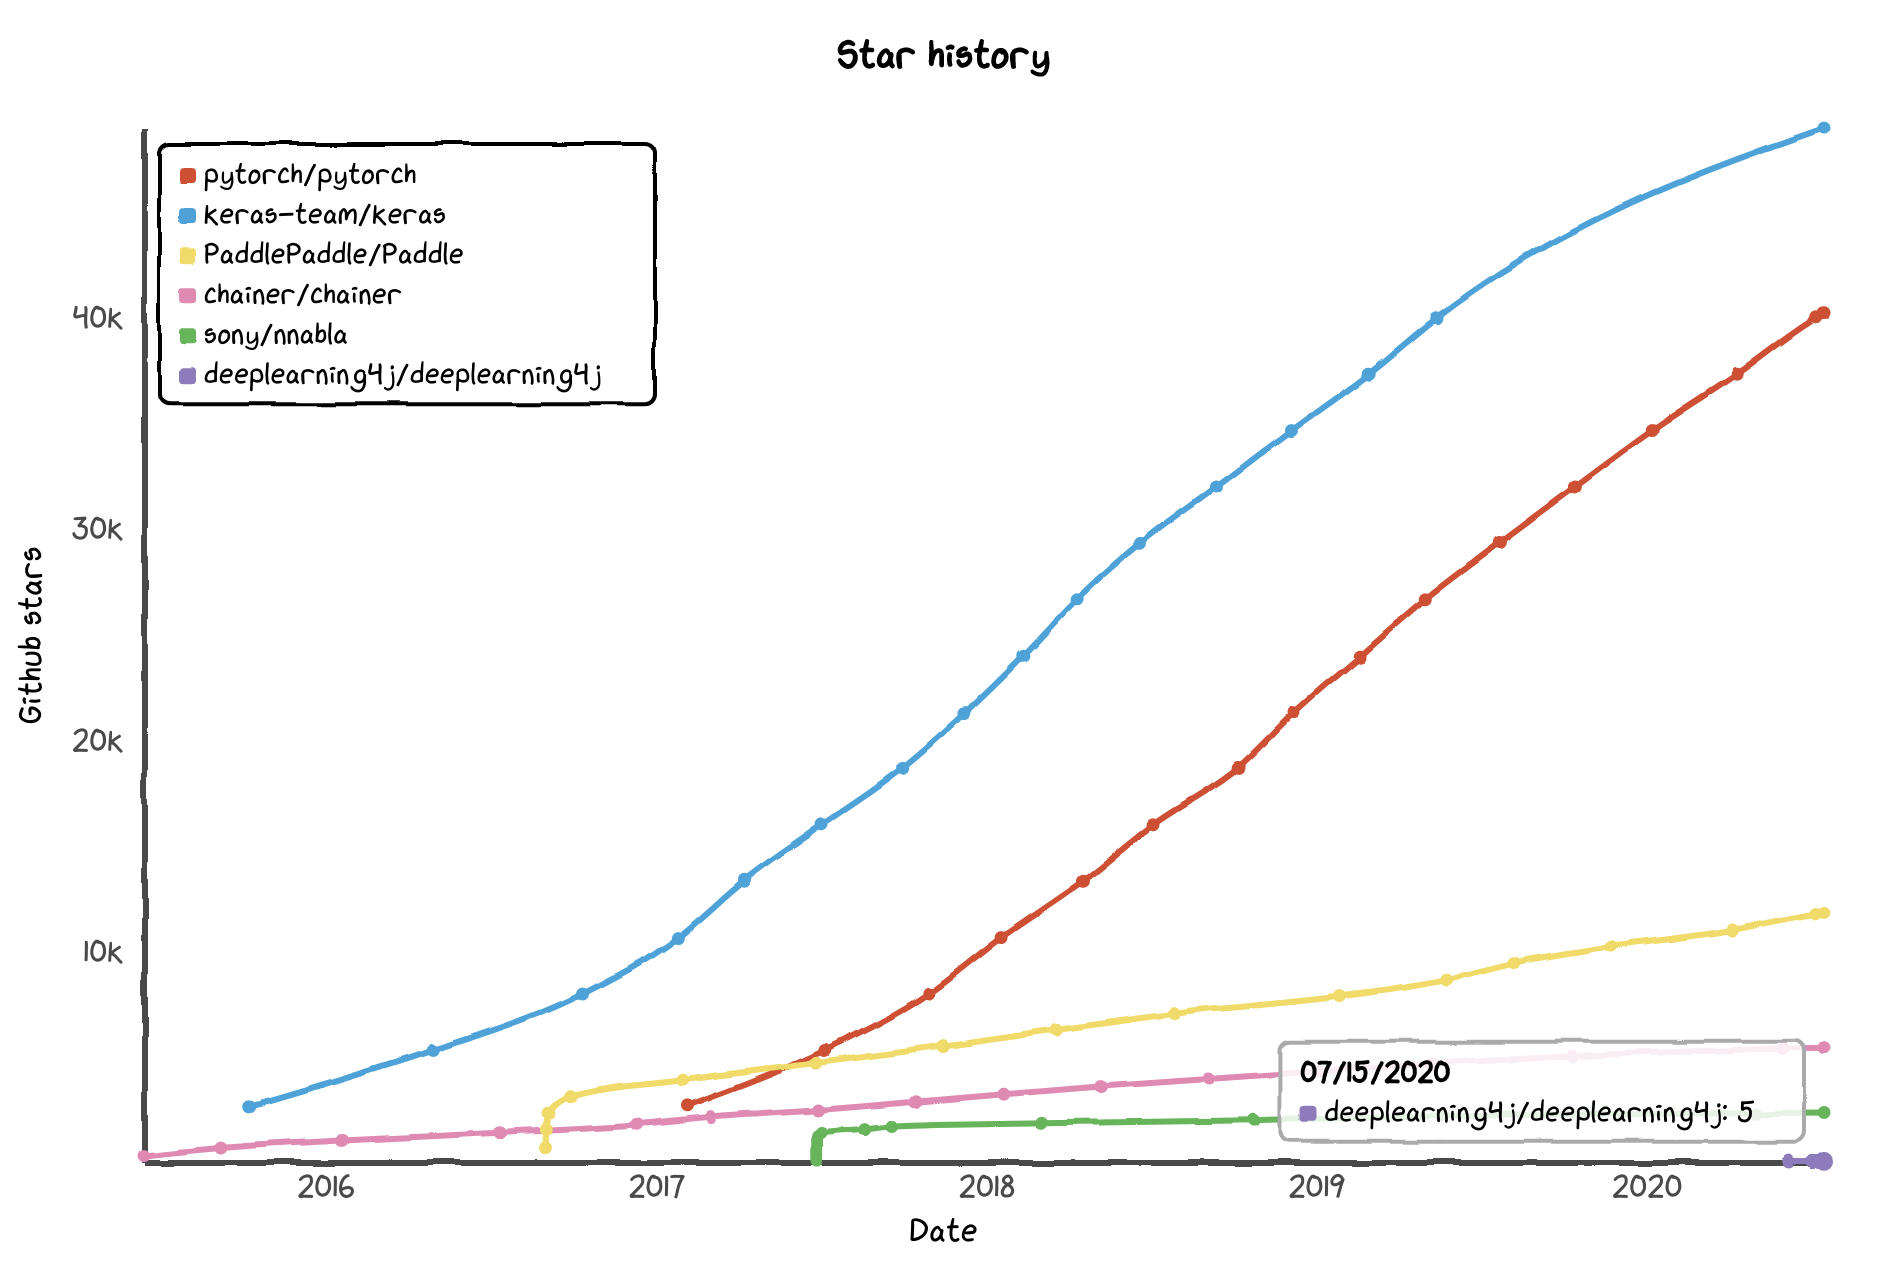 Star history
pytorch/pytorch
keras-team/keras
PaddlePaddle/Paddle
chainer/chainer
sony/nnabla
deeplearning4j/deeplearning4j
40k
30k
20k
10k
Github stars
07/15/2020
deeplearning4j/deeplearning4j: 5
2016
2017
2018
2019
2020
Date